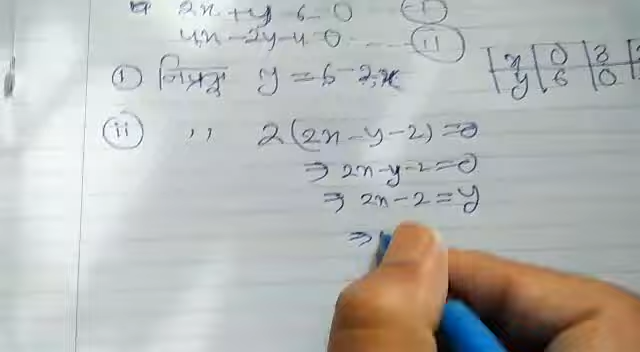 2x + y - 6 = 0 ---- (i)
4x - 2y - 4 = 0 ---- (ii)
(i) y = 6 - 2x
x | 0 | 3
y | 6 | 0
(ii) ,, 2(2x - y - 2) = 0
⇒ 2x - y - 2 = 0
⇒ 2x - 2 = y
⇒